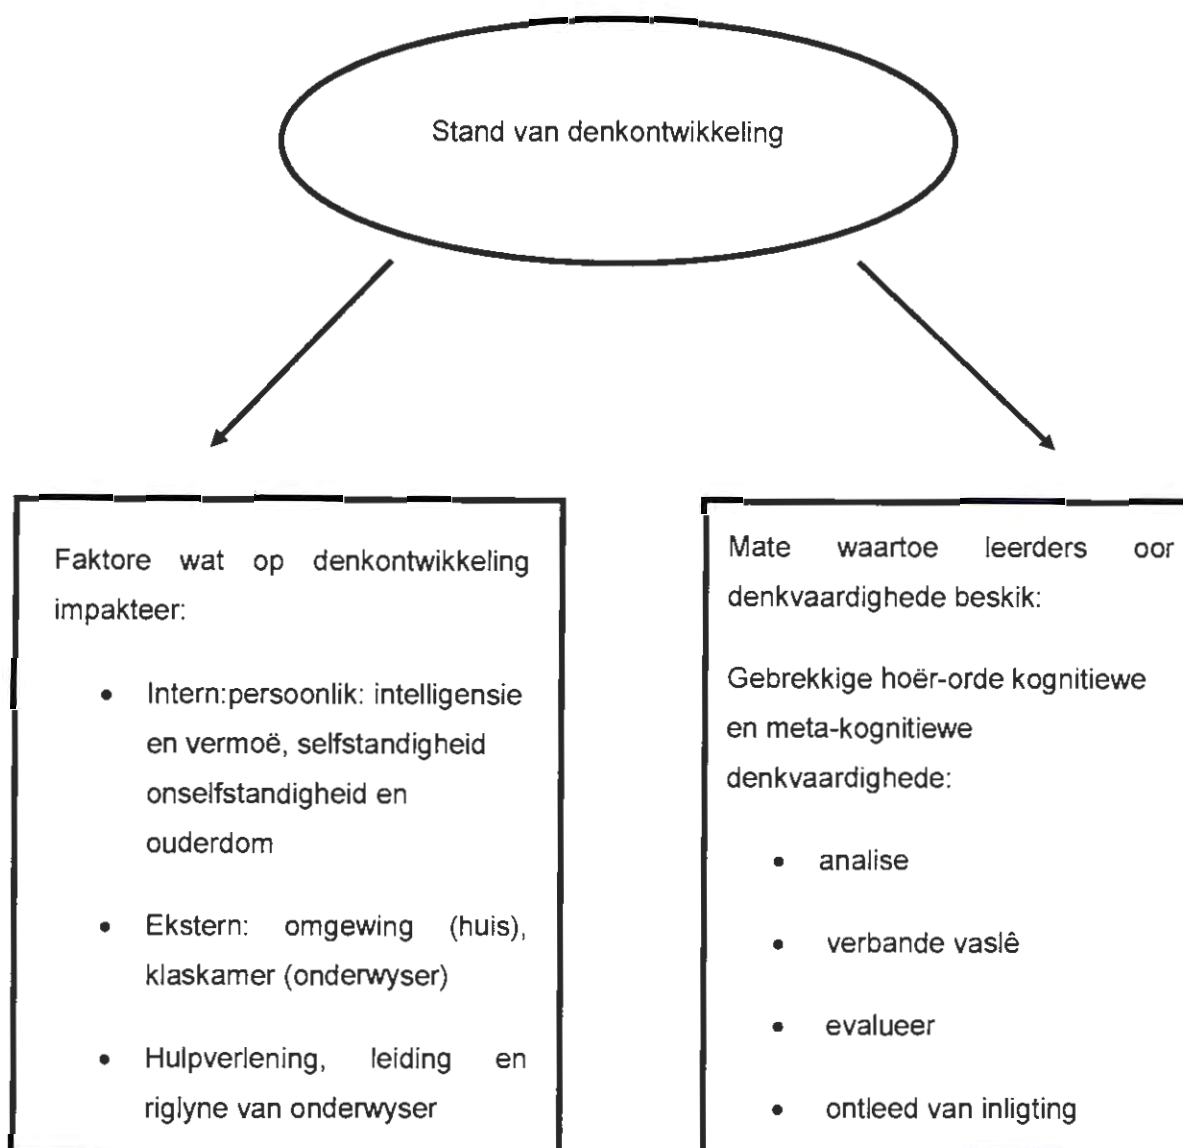 Stand van denkontwikkeling
Faktore wat op denkontwikkeling
impakteer:
• Intern:persoonlik: intelligensie
en vermoë, selfstandigheid
onselfstandigheid en
ouderdom
• Ekstern: omgewing (huis),
klaskamer (onderwyser)
• Hulpverlening, leiding en
riglyne van onderwyser
Mate waartoe leerders oor
denkvaardighede beskik:
Gebrekkige hoër-orde kognitiewe
en meta-kognitiewe
denkvaardighede:
• analise
• verbande vaslê
• evalueer
• ontleed van inligting